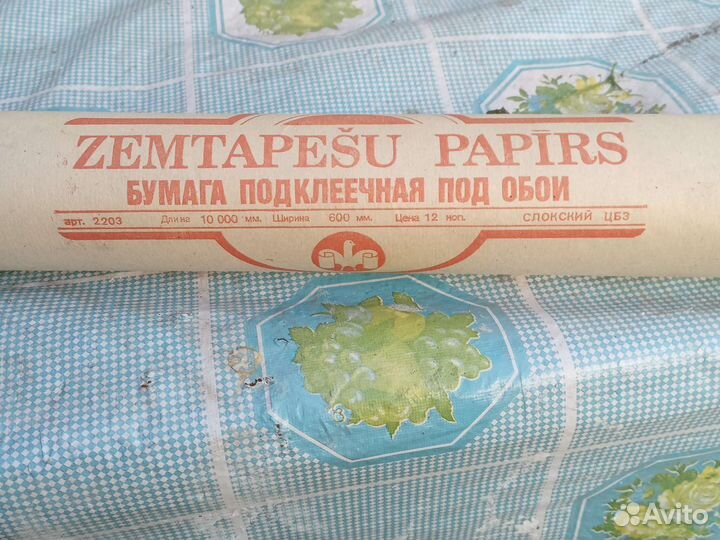 ZEMTAPEŠU PAPĪRS
БУМАГА ПОДКЛЕЕЧНАЯ ПОД ОБОИ
арт. 2203 Длина 10 000 мм. Ширина 600 мм. Цена 12 коп. СЛОКСКИЙ ЦБЗ
Avito